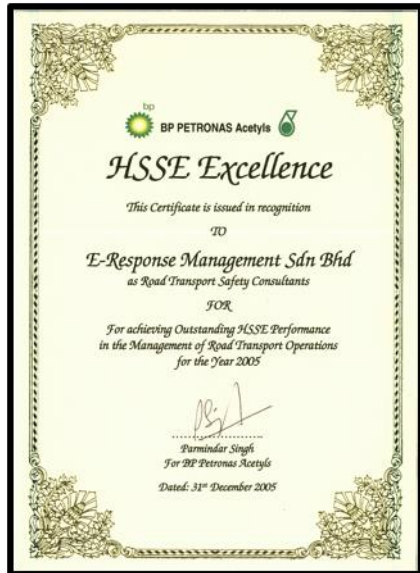 bp
BP PETRONAS Acetyls
HSSE Excellence
This Certificate is issued in recognition
TO
E-Response Management Sdn Bhd
as Road Transport Safety Consultants
FOR
For achieving Outstanding HSSE Performance
in the Management of Road Transport Operations
for the Year 2005
Parmindar Singh
For BP Petronas Acetyls
Dated: 31st December 2005